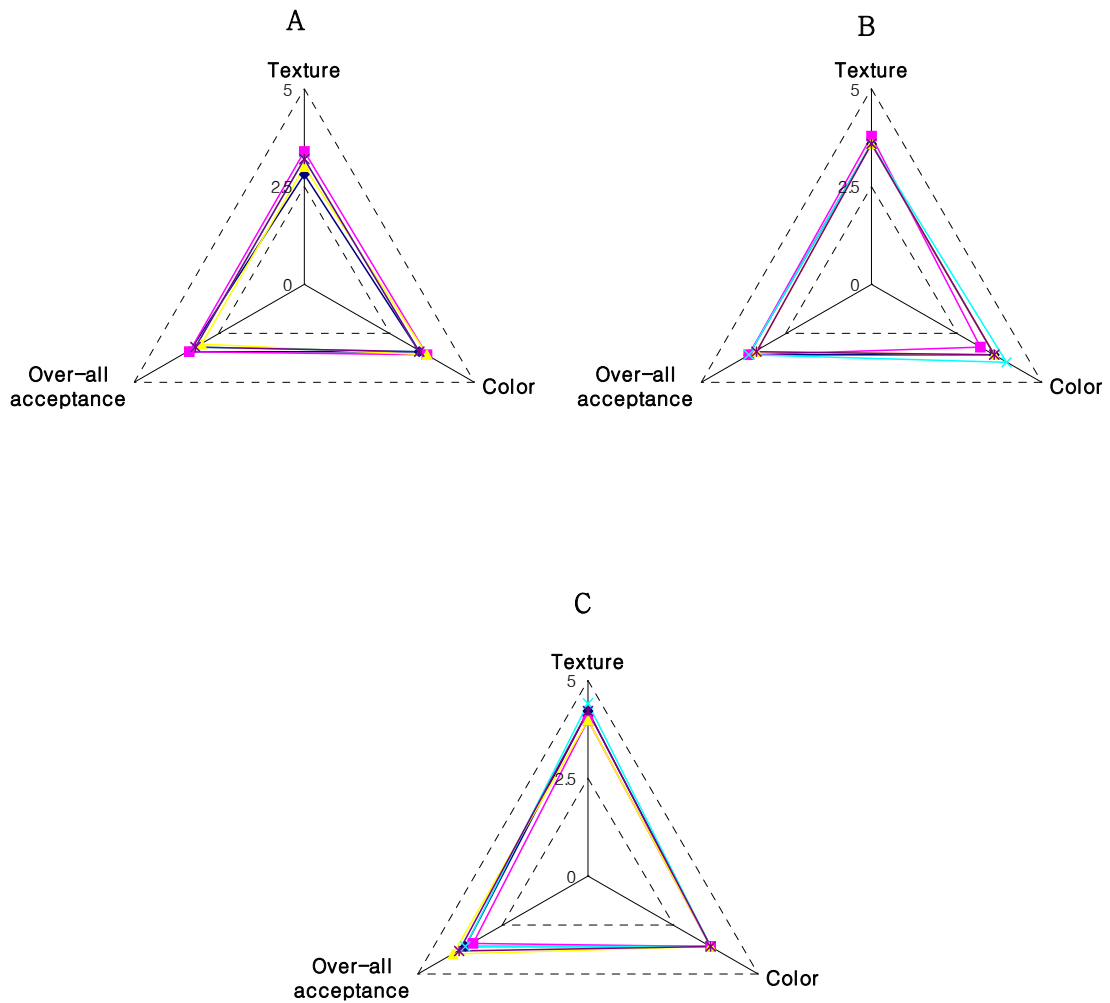 A
Texture
5
2.5
0
Over-all
acceptance
Color
B
Texture
5
2.5
0
Over-all
acceptance
Color
C
Texture
5
2.5
0
Over-all
acceptance
Color